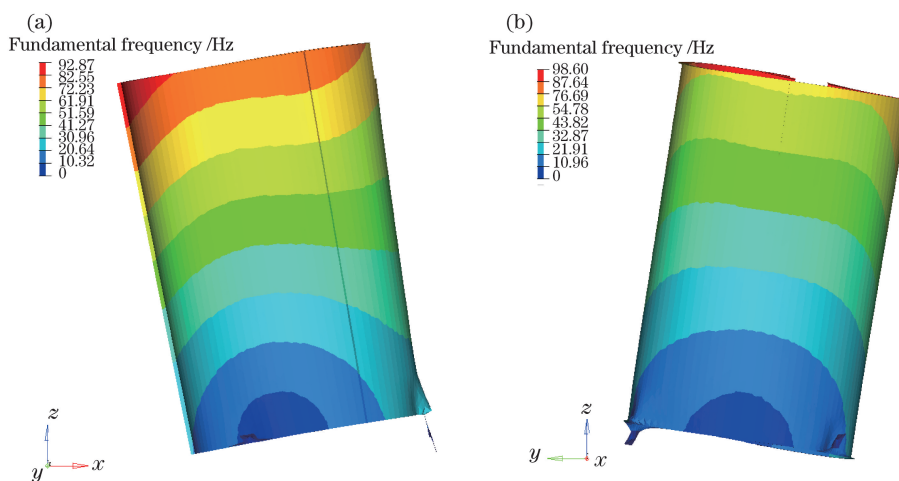 (a)
Fundamental frequency /Hz
92.87
82.55
72.23
61.91
51.59
41.27
30.96
20.64
10.32
0
z
y
x
(b)
Fundamental frequency /Hz
98.60
87.64
76.69
54.78
43.82
32.87
21.91
10.96
0
z
y
x